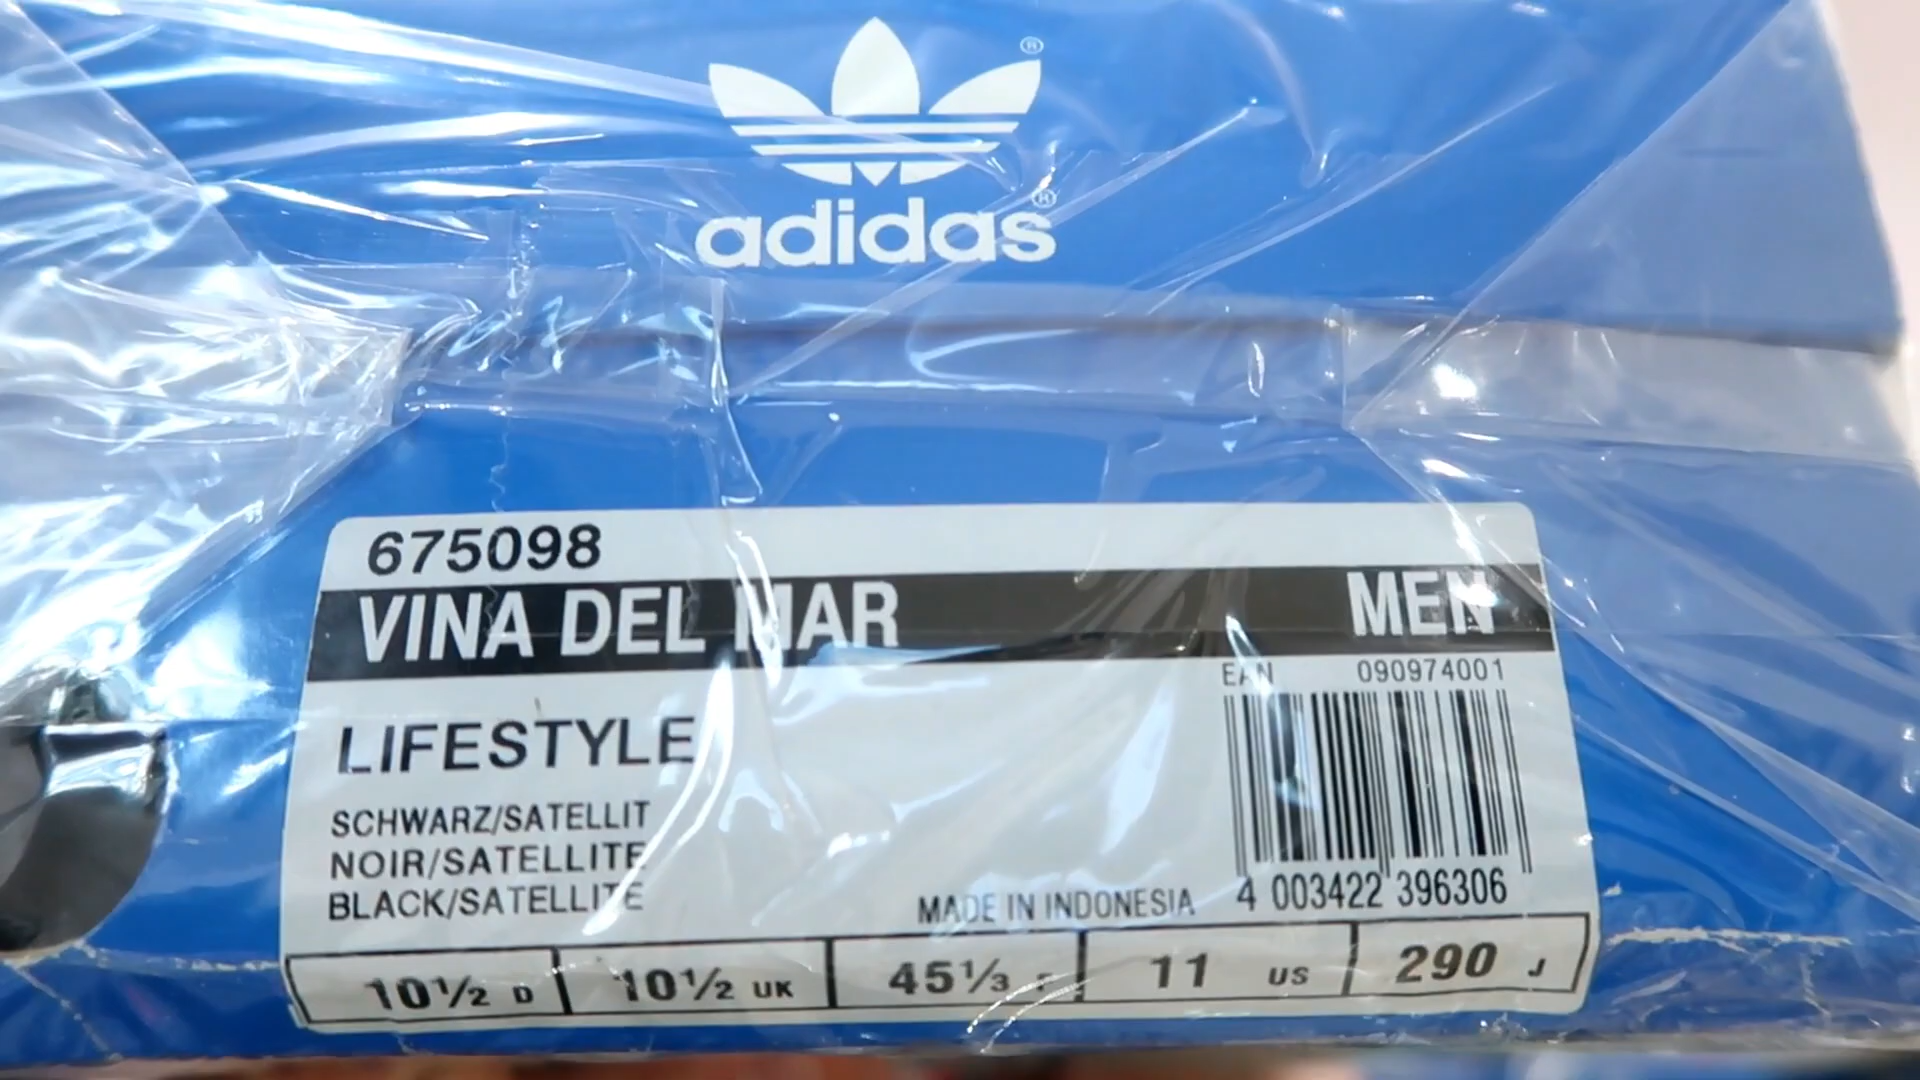 ®
adidas®
675098
VINA DEL MAR MEN
EAN 090974001
LIFESTYLE
SCHWARZ/SATELLIT
NOIR/SATELLITE
BLACK/SATELLITE
MADE IN INDONESIA
4 003422 396306
10½ D 10½ UK 45⅓ F 11 US 290 J